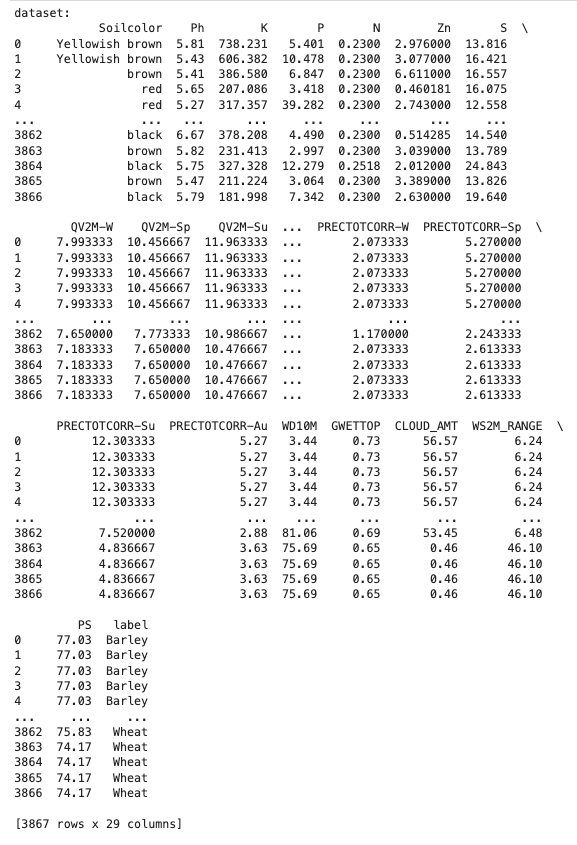 dataset:
Soilcolor Ph K P N Zn S \
0 Yellowish brown 5.81 738.231 5.401 0.2300 2.976000 13.816
1 Yellowish brown 5.43 606.382 10.478 0.2300 3.077000 16.421
2 brown 5.41 386.580 6.847 0.2300 6.611000 16.557
3 red 5.65 207.086 3.418 0.2300 0.460181 16.075
4 red 5.27 317.357 39.282 0.2300 2.743000 12.558
... ... ... ... ... ... ... ...
3862 black 6.67 378.208 4.490 0.2300 0.514285 14.540
3863 brown 5.82 231.413 2.997 0.2300 3.039000 13.789
3864 black 5.75 327.328 12.279 0.2518 2.012000 24.843
3865 brown 5.47 211.224 3.064 0.2300 3.389000 13.826
3866 black 5.79 181.998 7.342 0.2300 2.630000 19.640
QV2M-W QV2M-Sp QV2M-Su ... PRECTOTCORR-W PRECTOTCORR-Sp \
0 7.993333 10.456667 11.963333 ... 2.073333 5.270000
1 7.993333 10.456667 11.963333 ... 2.073333 5.270000
2 7.993333 10.456667 11.963333 ... 2.073333 5.270000
3 7.993333 10.456667 11.963333 ... 2.073333 5.270000
4 7.993333 10.456667 11.963333 ... 2.073333 5.270000
... ... ... ... ... ... ...
3862 7.650000 7.773333 10.986667 ... 1.170000 2.243333
3863 7.183333 7.650000 10.476667 ... 2.073333 2.613333
3864 7.183333 7.650000 10.476667 ... 2.073333 2.613333
3865 7.183333 7.650000 10.476667 ... 2.073333 2.613333
3866 7.183333 7.650000 10.476667 ... 2.073333 2.613333
PRECTOTCORR-Su PRECTOTCORR-Au WD10M GWETTOP CLOUD_AMT WS2M_RANGE \
0 12.303333 5.27 3.44 0.73 56.57 6.24
1 12.303333 5.27 3.44 0.73 56.57 6.24
2 12.303333 5.27 3.44 0.73 56.57 6.24
3 12.303333 5.27 3.44 0.73 56.57 6.24
4 12.303333 5.27 3.44 0.73 56.57 6.24
... ... ... ... ... ... ...
3862 7.520000 2.88 81.06 0.69 53.45 6.48
3863 4.836667 3.63 75.69 0.65 0.46 46.10
3864 4.836667 3.63 75.69 0.65 0.46 46.10
3865 4.836667 3.63 75.69 0.65 0.46 46.10
3866 4.836667 3.63 75.69 0.65 0.46 46.10
PS label
0 77.03 Barley
1 77.03 Barley
2 77.03 Barley
3 77.03 Barley
4 77.03 Barley
... ... ...
3862 75.83 Wheat
3863 74.17 Wheat
3864 74.17 Wheat
3865 74.17 Wheat
3866 74.17 Wheat
[3867 rows x 29 columns]